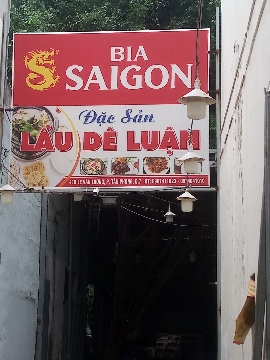 BIA
SAIGON
Đặc Sản
LẨU DÊ LUẬN